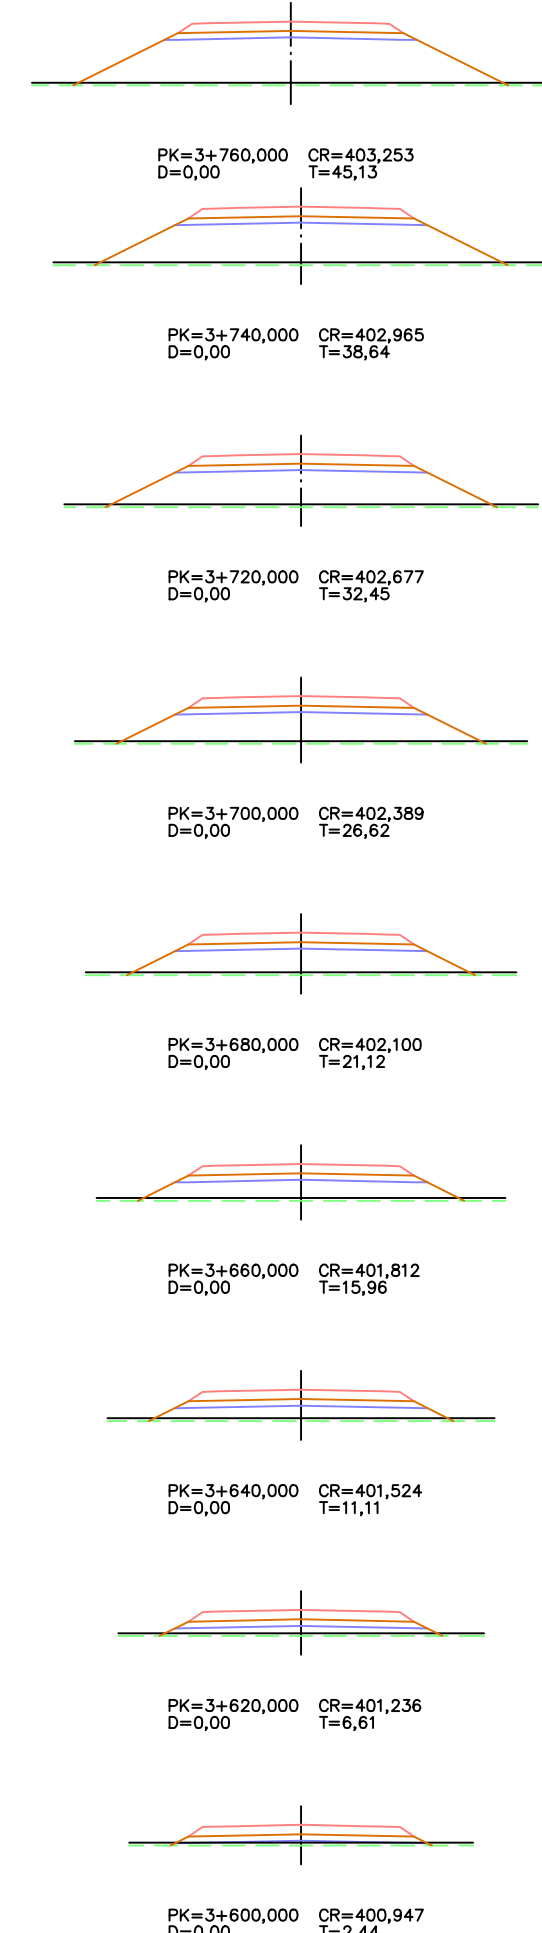 PK=3+760,000 CR=403,253
D=0,00 T=45,13
PK=3+740,000 CR=402,965
D=0,00 T=38,64
PK=3+720,000 CR=402,677
D=0,00 T=32,45
PK=3+700,000 CR=402,389
D=0,00 T=26,62
PK=3+680,000 CR=402,100
D=0,00 T=21,12
PK=3+660,000 CR=401,812
D=0,00 T=15,96
PK=3+640,000 CR=401,524
D=0,00 T=11,11
PK=3+620,000 CR=401,236
D=0,00 T=6,61
PK=3+600,000 CR=400,947
D=0,00 T=2,44